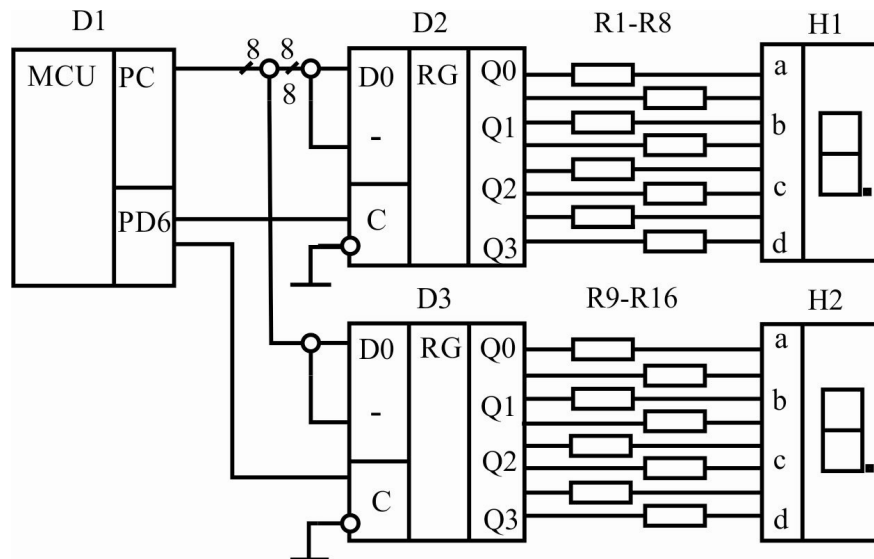 D1
D2
R1-R8
H1
MCU
PC
8
8
8
D0
-
C
RG
Q0
Q1
Q2
Q3
a
b
c
d
PD6
D3
R9-R16
H2
D0
-
C
RG
Q0
Q1
Q2
Q3
a
b
c
d